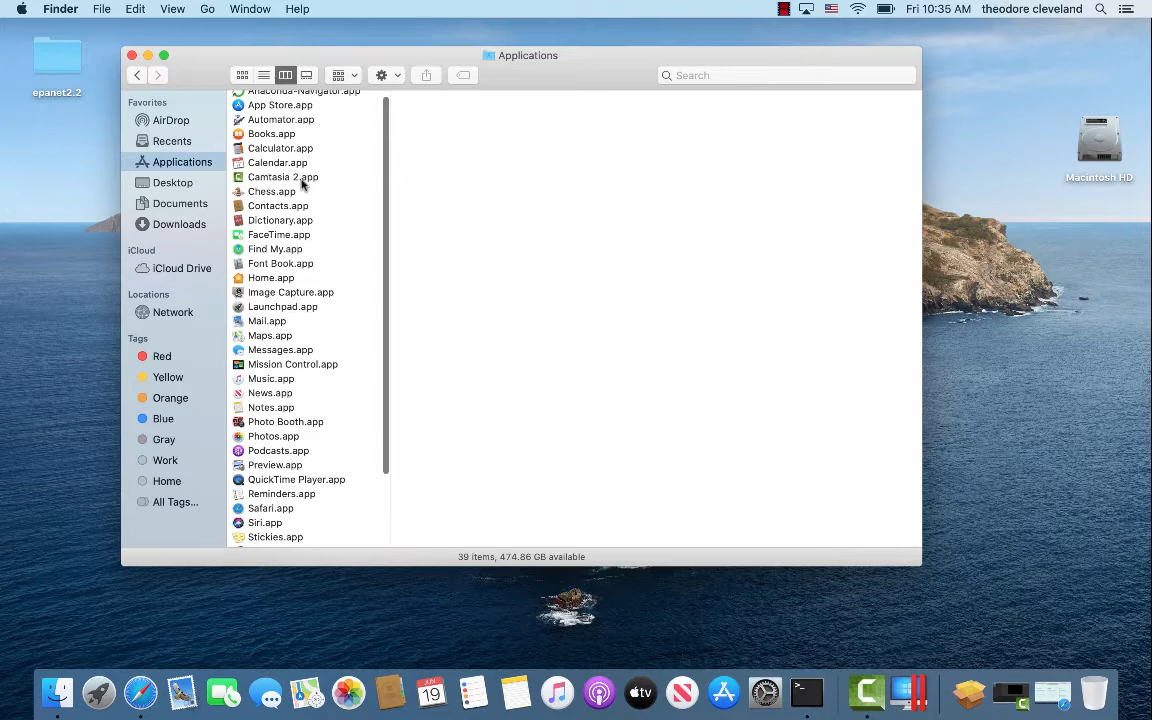 Finder File Edit View Go Window Help Fri 10:35 AM theodore cleveland
Applications
Search
epanet2.2
Macintosh HD
Favorites
AirDrop
Recents
Applications
Desktop
Documents
Downloads
iCloud
iCloud Drive
Locations
Network
Tags
Red
Yellow
Orange
Blue
Gray
Work
Home
All Tags...
Anaconda-Navigator.app
App Store.app
Automator.app
Books.app
Calculator.app
Calendar.app
Camtasia 2.app
Chess.app
Contacts.app
Dictionary.app
FaceTime.app
Find My.app
Font Book.app
Home.app
Image Capture.app
Launchpad.app
Mail.app
Maps.app
Messages.app
Mission Control.app
Music.app
News.app
Notes.app
Photo Booth.app
Photos.app
Podcasts.app
Preview.app
QuickTime Player.app
Reminders.app
Safari.app
Siri.app
Stickies.app
39 items, 474.86 GB available
JUN
19
tv